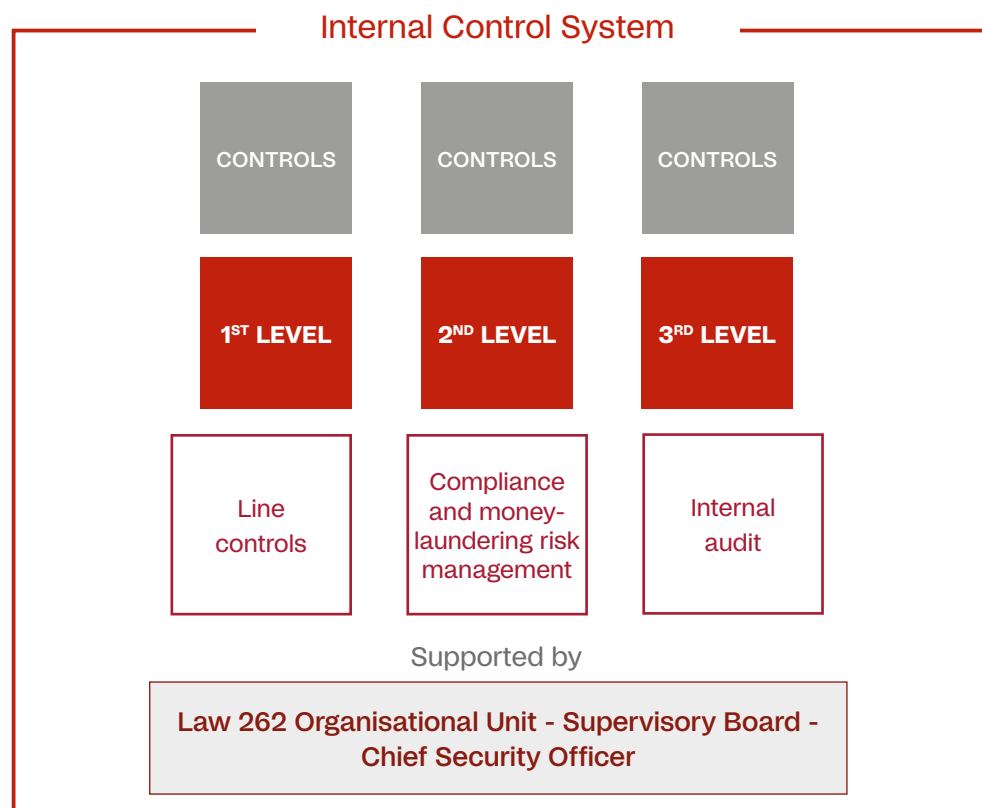 Internal Control System
CONTROLS
CONTROLS
CONTROLS
1ST LEVEL
2ND LEVEL
3RD LEVEL
Line
controls
Compliance
and money-
laundering risk
management
Internal
audit
Supported by
Law 262 Organisational Unit - Supervisory Board -
Chief Security Officer